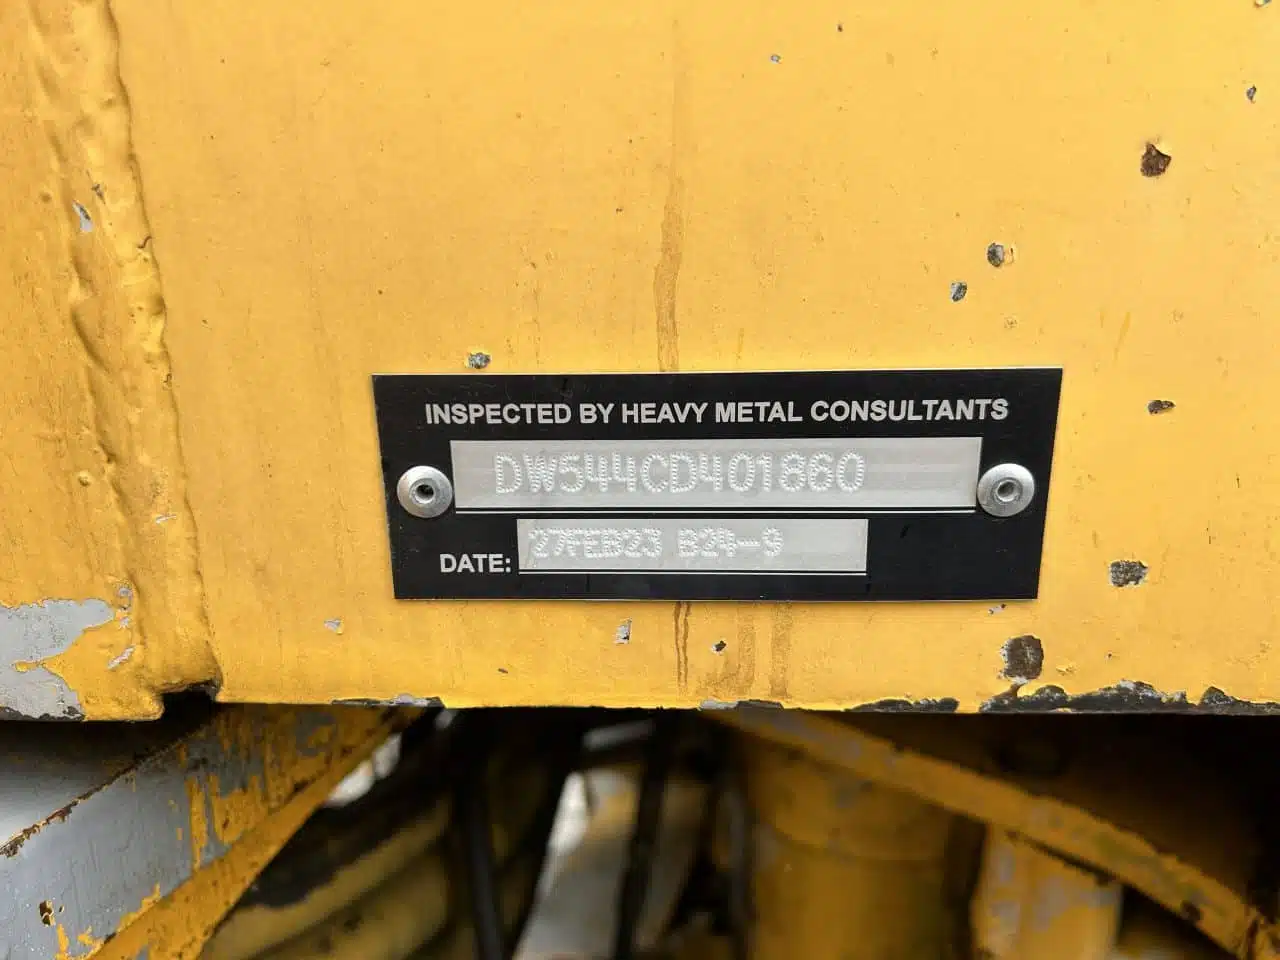 INSPECTED BY HEAVY METAL CONSULTANTS
DW544CD401860
DATE: 27FEB23 B24-9